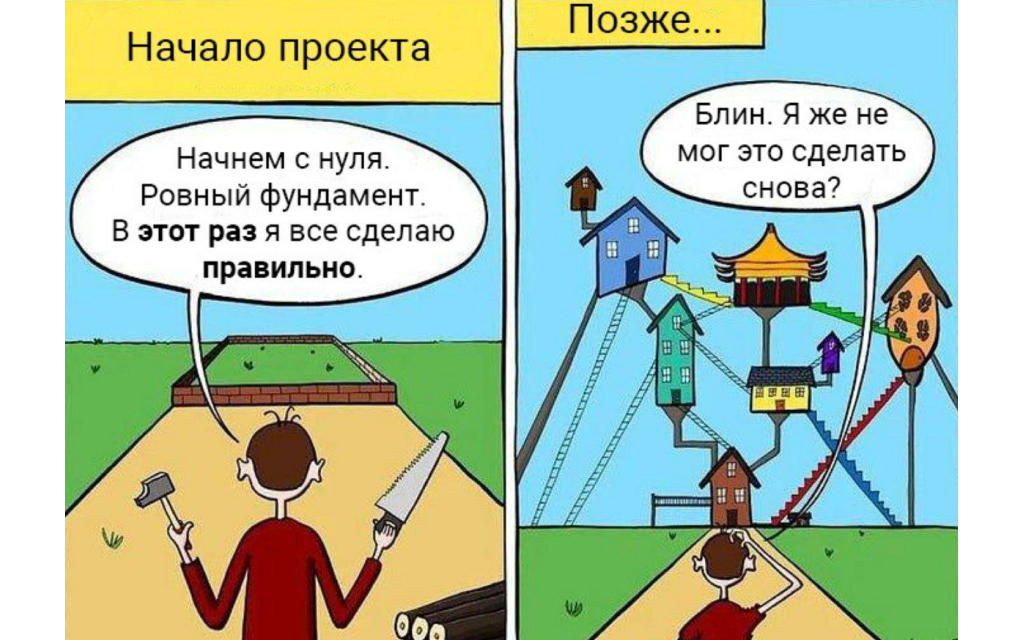 Начало проекта
Начнем с нуля.
Ровный фундамент.
В этот раз я все сделаю
правильно.
Позже...
Блин. Я же не
мог это сделать
снова?